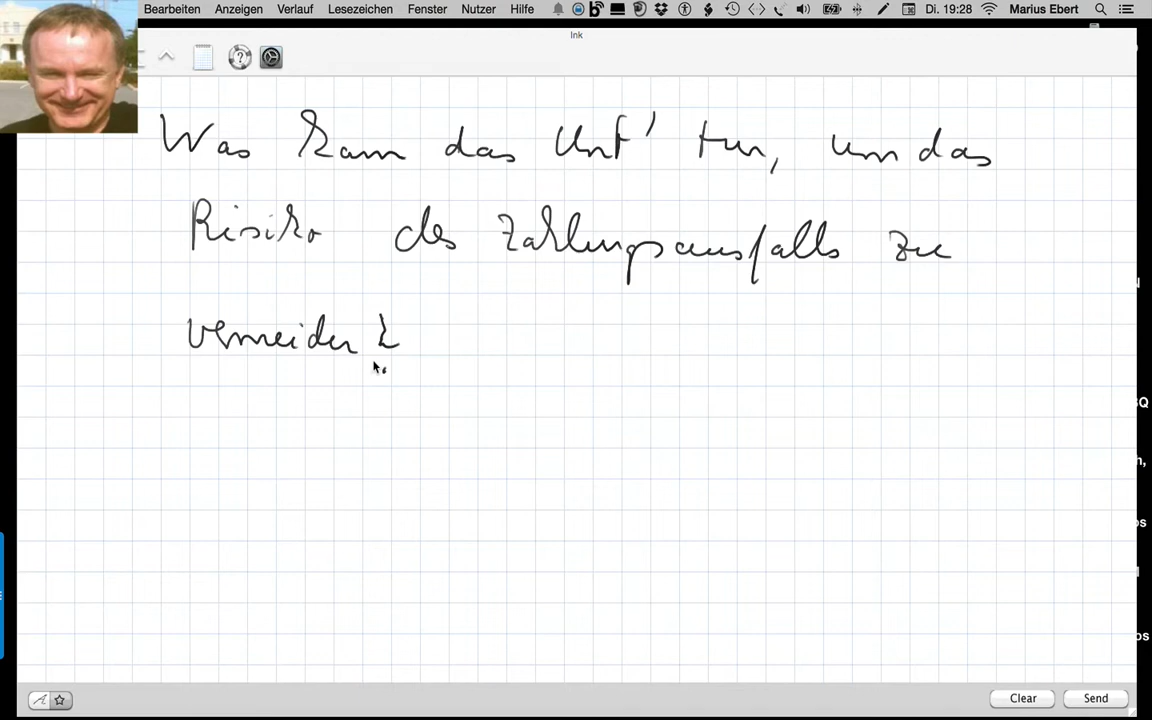 Bearbeiten Anzeigen Verlauf Lesezeichen Fenster Nutzer Hilfe Di. 19:28 Marius Ebert
Ink
Was kann das Unt' tun, um das
Risiko des Zahlungsausfalls zu
vermeiden?
Clear Send